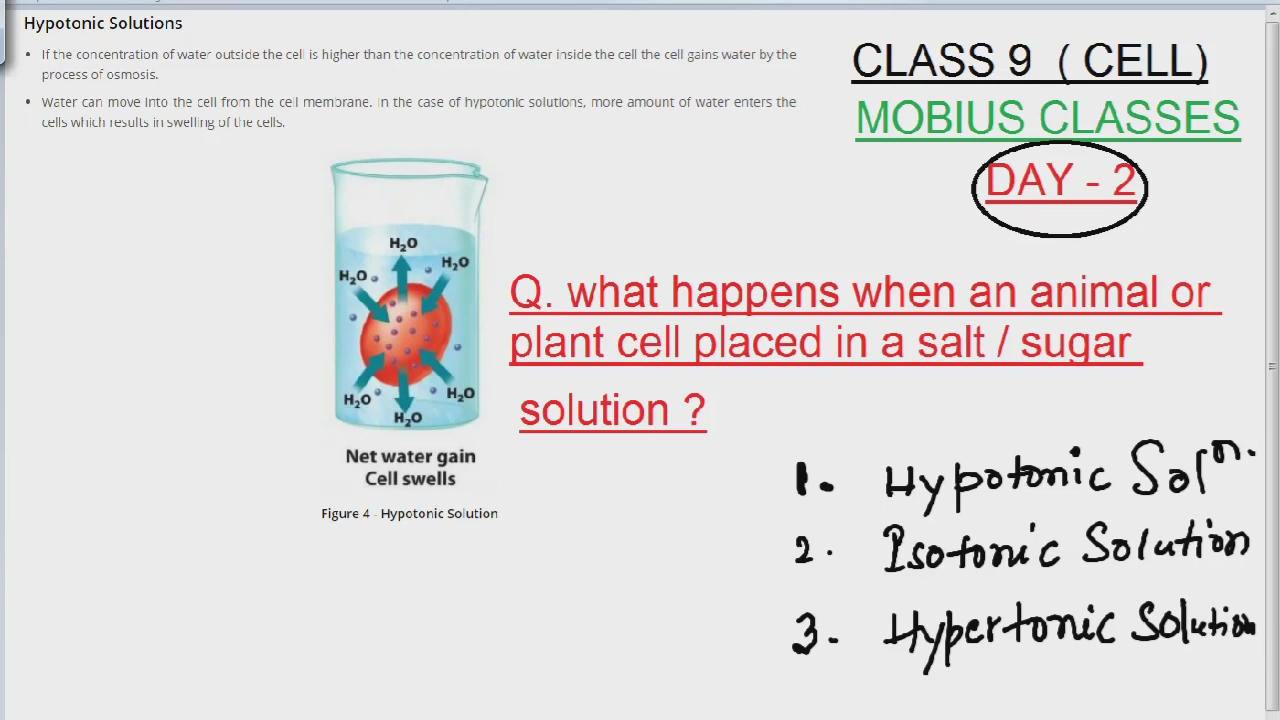 Hypotonic Solutions
• If the concentration of water outside the cell is higher than the concentration of water inside the cell the cell gains water by the
process of osmosis.
• Water can move into the cell from the cell membrane. In the case of hypotonic solutions, more amount of water enters the
cells which results in swelling of the cells.
CLASS 9 ( CELL)
MOBIUS CLASSES
DAY - 2
H₂O
H₂O
H₂O
H₂O
H₂O
H₂O
Net water gain
Cell swells
Figure 4 - Hypotonic Solution
Q. what happens when an animal or
plant cell placed in a salt / sugar
solution ?
1. Hypotonic Solⁿ.
2. Isotonic Solution
3. Hypertonic Solution